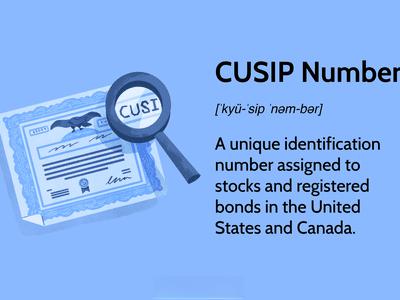 CUSIP Number
[ˈkyü-ˈsip ˈnəm-bər]
CUSI
A unique identification
number assigned to
stocks and registered
bonds in the United
States and Canada.